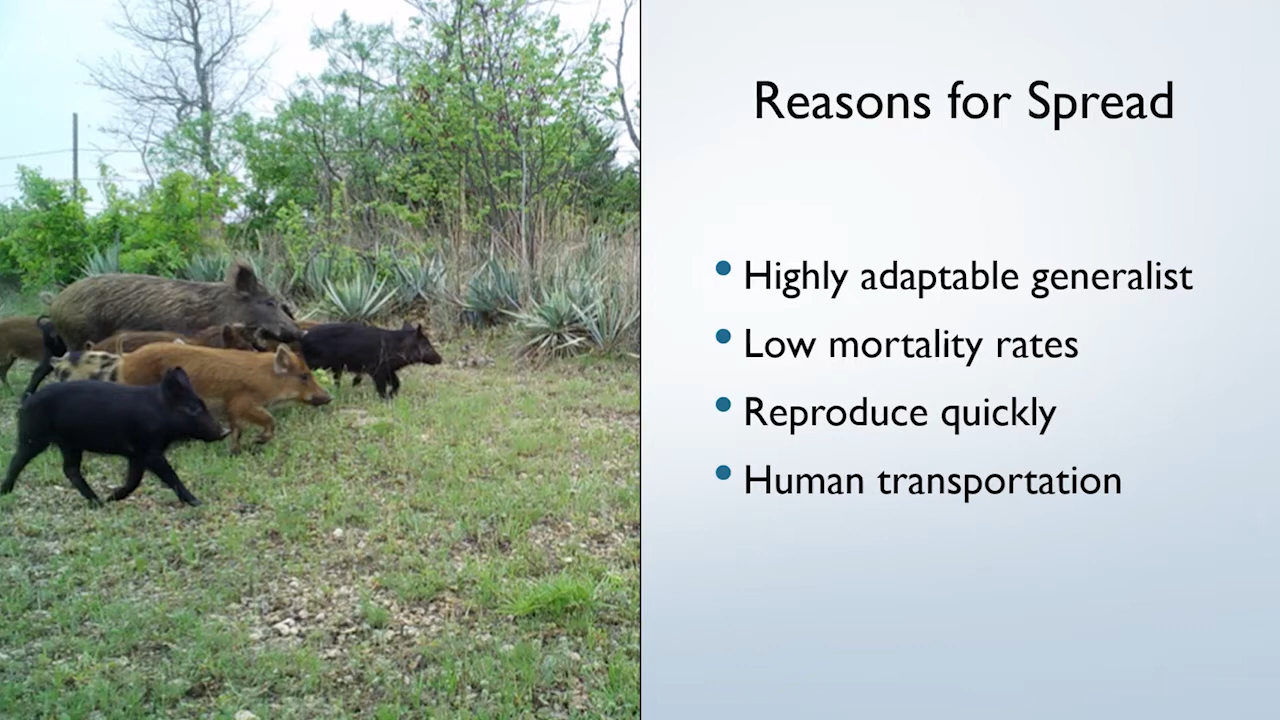 Reasons for Spread
• Highly adaptable generalist
• Low mortality rates
• Reproduce quickly
• Human transportation